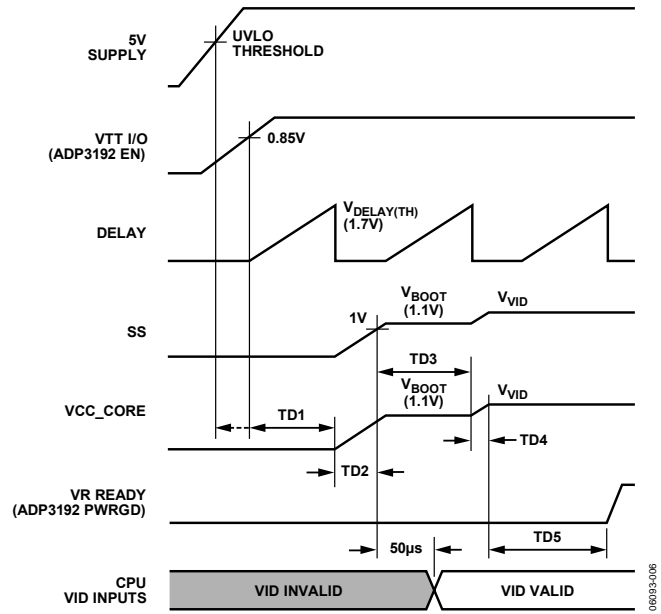 5V
SUPPLY
UVLO
THRESHOLD
VTT I/O
(ADP3192 EN)
0.85V
DELAY
VDELAY(TH)
(1.7V)
SS
1V
VBOOT
(1.1V)
VVID
TD3
VCC_CORE
VBOOT
(1.1V)
VVID
TD1
TD4
TD2
VR READY
(ADP3192 PWRGD)
50µs
TD5
CPU
VID INPUTS
VID INVALID
VID VALID
06093-006